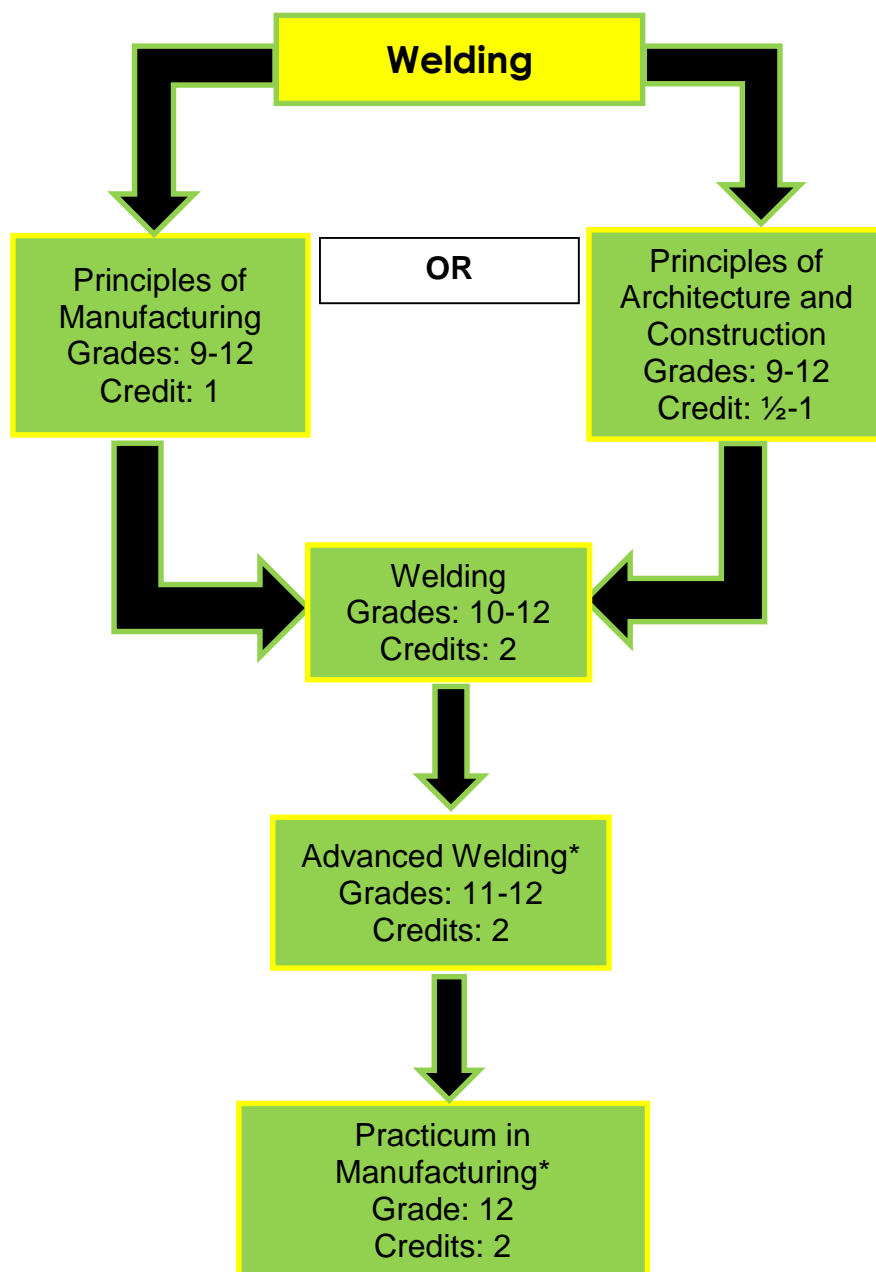 Welding
Principles of
Manufacturing
Grades: 9-12
Credit: 1
OR
Principles of
Architecture and
Construction
Grades: 9-12
Credit: ½-1
Welding
Grades: 10-12
Credits: 2
Advanced Welding*
Grades: 11-12
Credits: 2
Practicum in
Manufacturing*
Grade: 12
Credits: 2